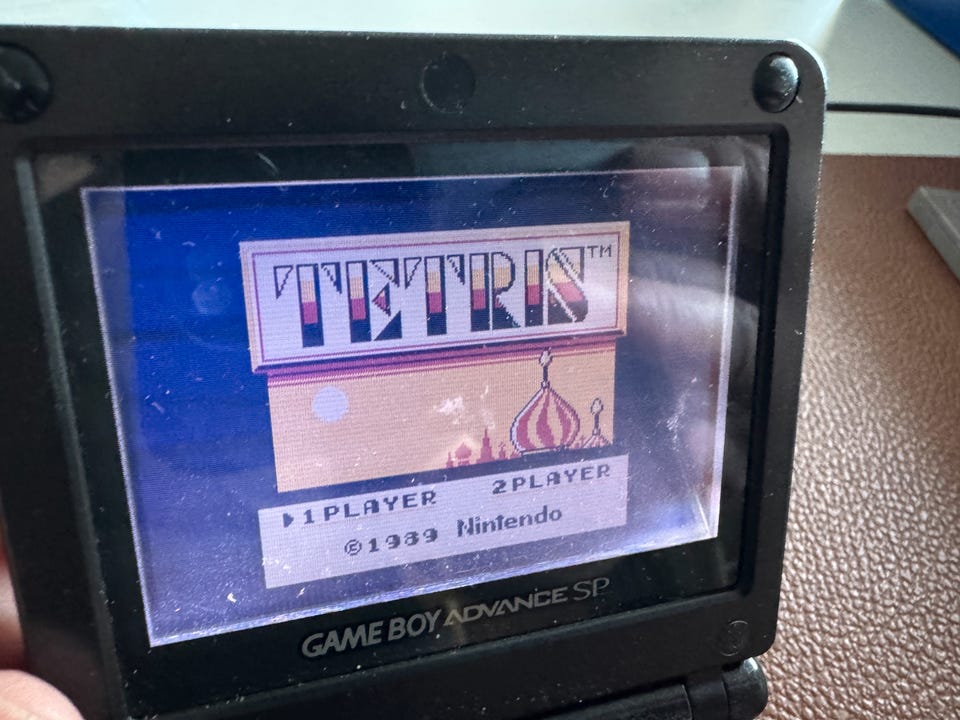 TETRIS™
▶1PLAYER 2PLAYER
©1989 Nintendo
GAME BOY ADVANCE SP